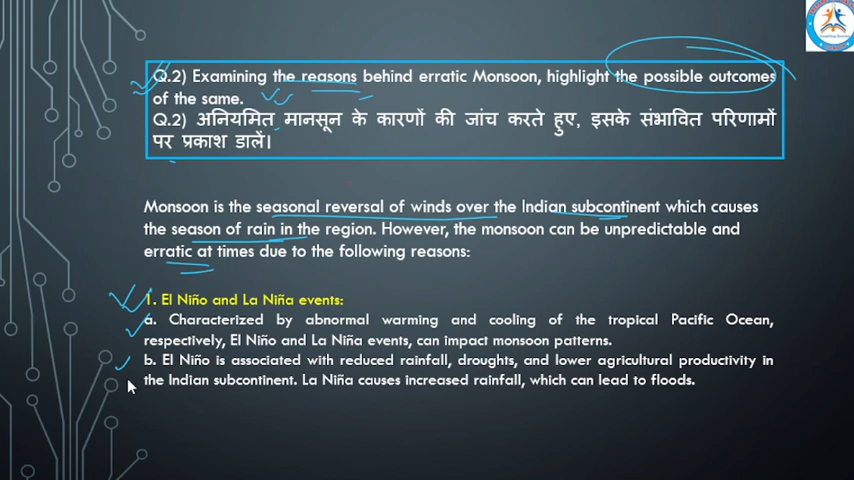 Q.2) Examining the reasons behind erratic Monsoon, highlight the possible outcomes
of the same.
Q.2) अनियमित मानसून के कारणों की जांच करते हुए, इसके संभावित परिणामों
पर प्रकाश डालें।
Monsoon is the seasonal reversal of winds over the Indian subcontinent which causes
the season of rain in the region. However, the monsoon can be unpredictable and
erratic at times due to the following reasons:
1. El Niño and La Niña events:
a. Characterized by abnormal warming and cooling of the tropical Pacific Ocean,
respectively, El Niño and La Niña events, can impact monsoon patterns.
b. El Niño is associated with reduced rainfall, droughts, and lower agricultural productivity in
the Indian subcontinent. La Niña causes increased rainfall, which can lead to floods.